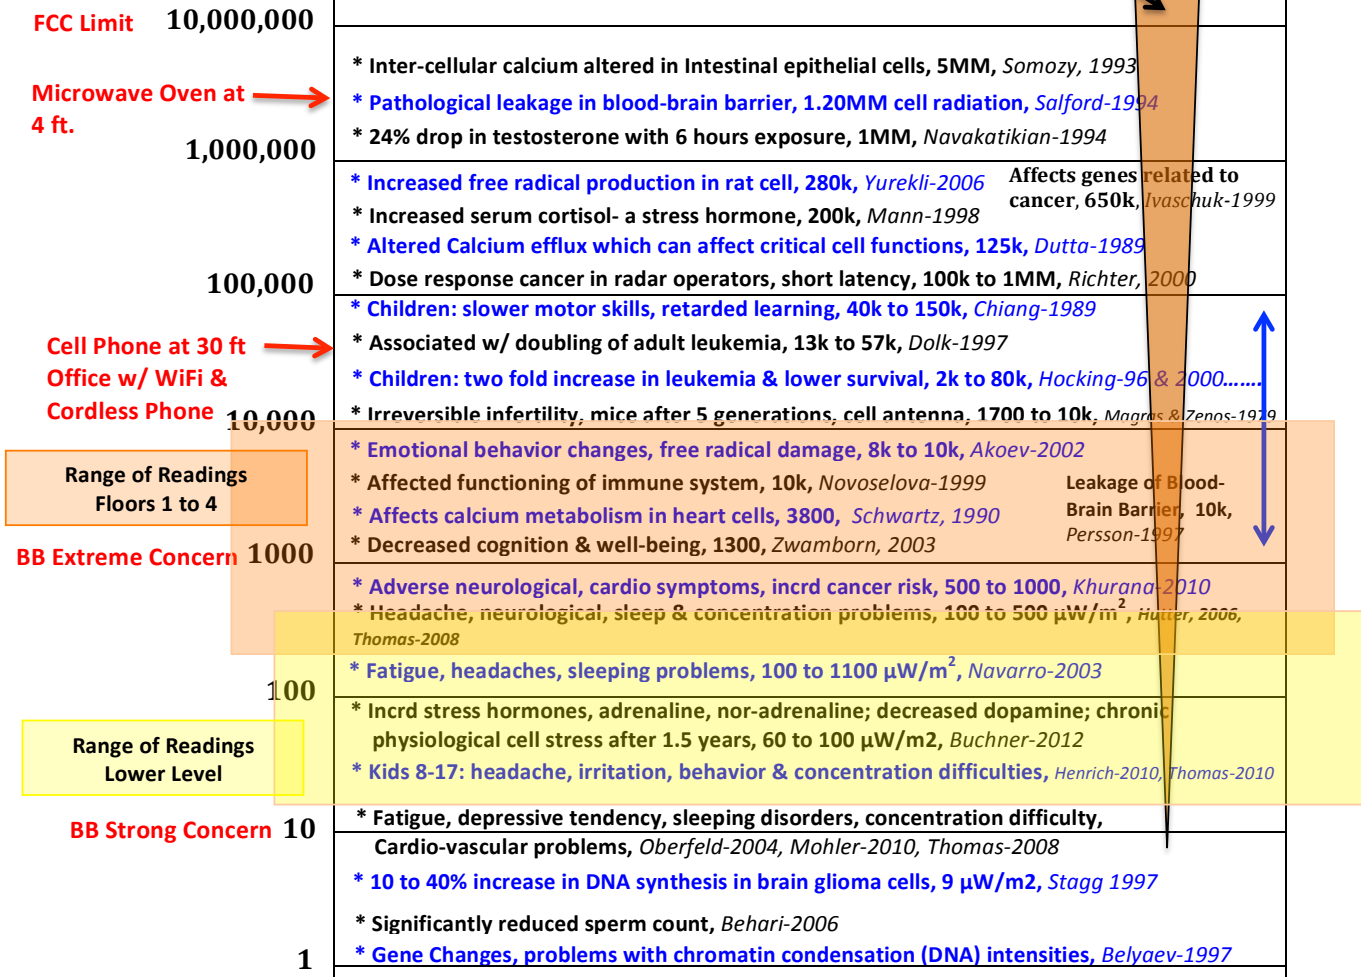 FCC Limit 10,000,000
* Inter-cellular calcium altered in Intestinal epithelial cells, 5MM, Somozy, 1993
Microwave Oven at
4 ft.
* Pathological leakage in blood-brain barrier, 1.20MM cell radiation, Salford-1994
* 24% drop in testosterone with 6 hours exposure, 1MM, Navakatikian-1994
1,000,000
* Increased free radical production in rat cell, 280k, Yurekli-2006
Affects genes related to
cancer, 650k, Ivaschuk-1999
* Increased serum cortisol- a stress hormone, 200k, Mann-1998
* Altered Calcium efflux which can affect critical cell functions, 125k, Dutta-1989
* Dose response cancer in radar operators, short latency, 100k to 1MM, Richter, 2000
100,000
* Children: slower motor skills, retarded learning, 40k to 150k, Chiang-1989
* Associated w/ doubling of adult leukemia, 13k to 57k, Dolk-1997
Cell Phone at 30 ft
Office w/ WiFi &
Cordless Phone
* Children: two fold increase in leukemia & lower survival, 2k to 80k, Hocking-96 & 2000.......
* Irreversible infertility, mice after 5 generations, cell antenna, 1700 to 10k, Magras & Zenos-1979
10,000
* Emotional behavior changes, free radical damage, 8k to 10k, Akoev-2002
Range of Readings
Floors 1 to 4
* Affected functioning of immune system, 10k, Novoselova-1999
Leakage of Blood-
Brain Barrier, 10k,
Persson-1997
* Affects calcium metabolism in heart cells, 3800, Schwartz, 1990
* Decreased cognition & well-being, 1300, Zwamborn, 2003
BB Extreme Concern 1000
* Adverse neurological, cardio symptoms, incrd cancer risk, 500 to 1000, Khurana-2010
* Headache, neurological, sleep & concentration problems, 100 to 500 µW/m², Hutter, 2006,
Thomas-2008
* Fatigue, headaches, sleeping problems, 100 to 1100 µW/m², Navarro-2003
100
* Incrd stress hormones, adrenaline, nor-adrenaline; decreased dopamine; chronic
physiological cell stress after 1.5 years, 60 to 100 µW/m2, Buchner-2012
Range of Readings
Lower Level
* Kids 8-17: headache, irritation, behavior & concentration difficulties, Henrich-2010, Thomas-2010
BB Strong Concern 10
* Fatigue, depressive tendency, sleeping disorders, concentration difficulty,
Cardio-vascular problems, Oberfeld-2004, Mohler-2010, Thomas-2008
* 10 to 40% increase in DNA synthesis in brain glioma cells, 9 µW/m2, Stagg 1997
* Significantly reduced sperm count, Behari-2006
* Gene Changes, problems with chromatin condensation (DNA) intensities, Belyaev-1997
1